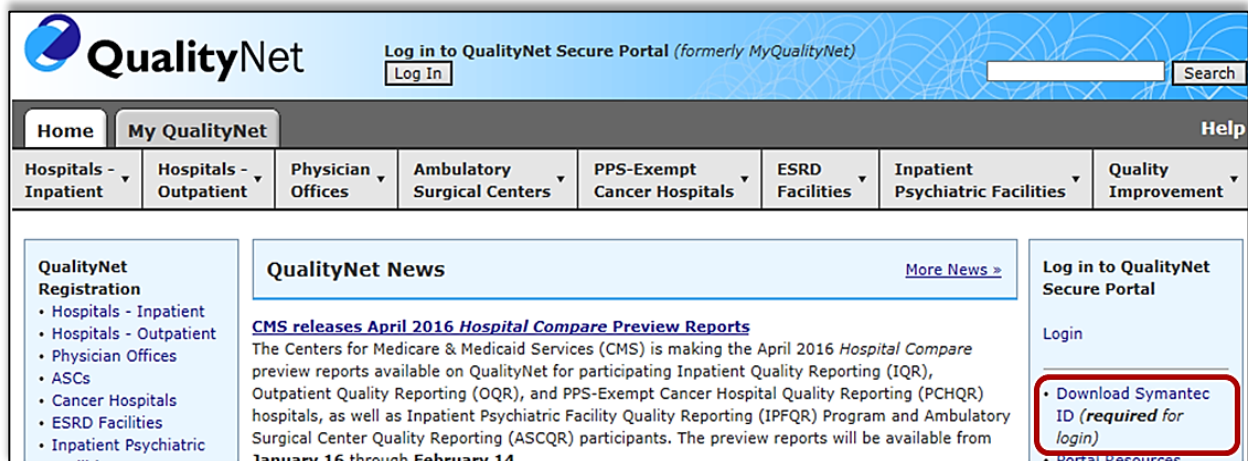 QualityNet
Log in to QualityNet Secure Portal (formerly MyQualityNet)
Log In
Search
Home
My QualityNet
Help
Hospitals -
Inpatient
Hospitals -
Outpatient
Physician
Offices
Ambulatory
Surgical Centers
PPS-Exempt
Cancer Hospitals
ESRD
Facilities
Inpatient
Psychiatric Facilities
Quality
Improvement
QualityNet
Registration
• Hospitals - Inpatient
• Hospitals - Outpatient
• Physician Offices
• ASCs
• Cancer Hospitals
• ESRD Facilities
• Inpatient Psychiatric
QualityNet News
More News »
CMS releases April 2016 Hospital Compare Preview Reports
The Centers for Medicare & Medicaid Services (CMS) is making the April 2016 Hospital Compare
preview reports available on QualityNet for participating Inpatient Quality Reporting (IQR),
Outpatient Quality Reporting (OQR), and PPS-Exempt Cancer Hospital Quality Reporting (PCHQR)
hospitals, as well as Inpatient Psychiatric Facility Quality Reporting (IPFQR) Program and Ambulatory
Surgical Center Quality Reporting (ASCQR) participants. The preview reports will be available from
January 16 through February 14
Log in to QualityNet
Secure Portal
Login
• Download Symantec
ID (required for
login)
• Portal Resources